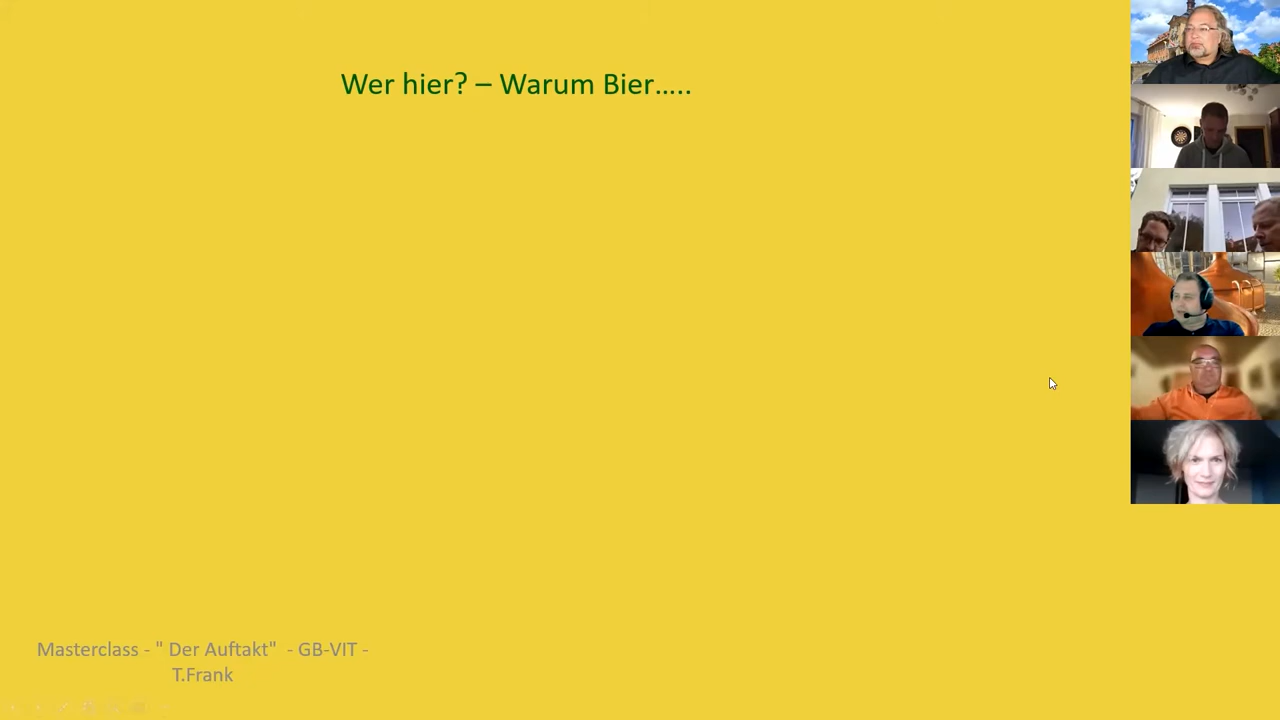 Wer hier? – Warum Bier…..
Masterclass - " Der Auftakt"  - GB-VIT -
T.Frank